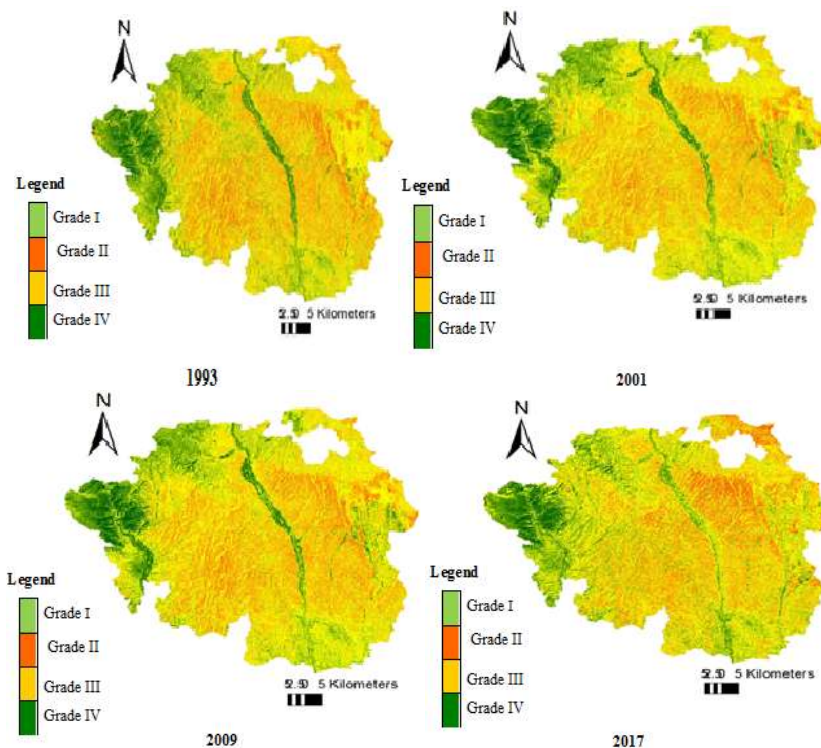 N
Legend
Grade I
Grade II
Grade III
Grade IV
5 Kilometers
1993
N
Legend
Grade I
Grade II
Grade III
Grade IV
5 Kilometers
2001
N
Legend
Grade I
Grade II
Grade III
Grade IV
5 Kilometers
2009
N
Legend
Grade I
Grade II
Grade III
Grade IV
5 Kilometers
2017